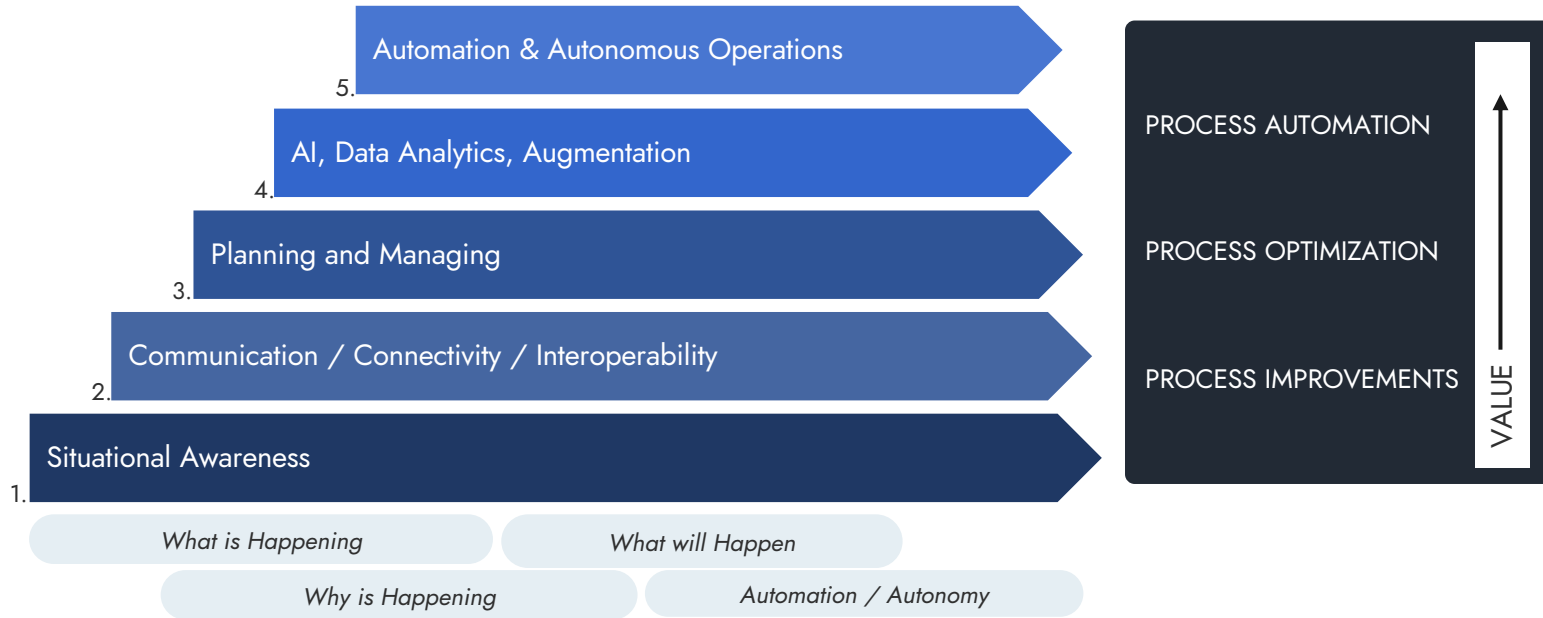 Automation & Autonomous Operations
5.
AI, Data Analytics, Augmentation
4.
Planning and Managing
3.
Communication / Connectivity / Interoperability
2.
Situational Awareness
1.
What is Happening
What will Happen
Why is Happening
Automation / Autonomy
PROCESS AUTOMATION
PROCESS OPTIMIZATION
PROCESS IMPROVEMENTS
VALUE